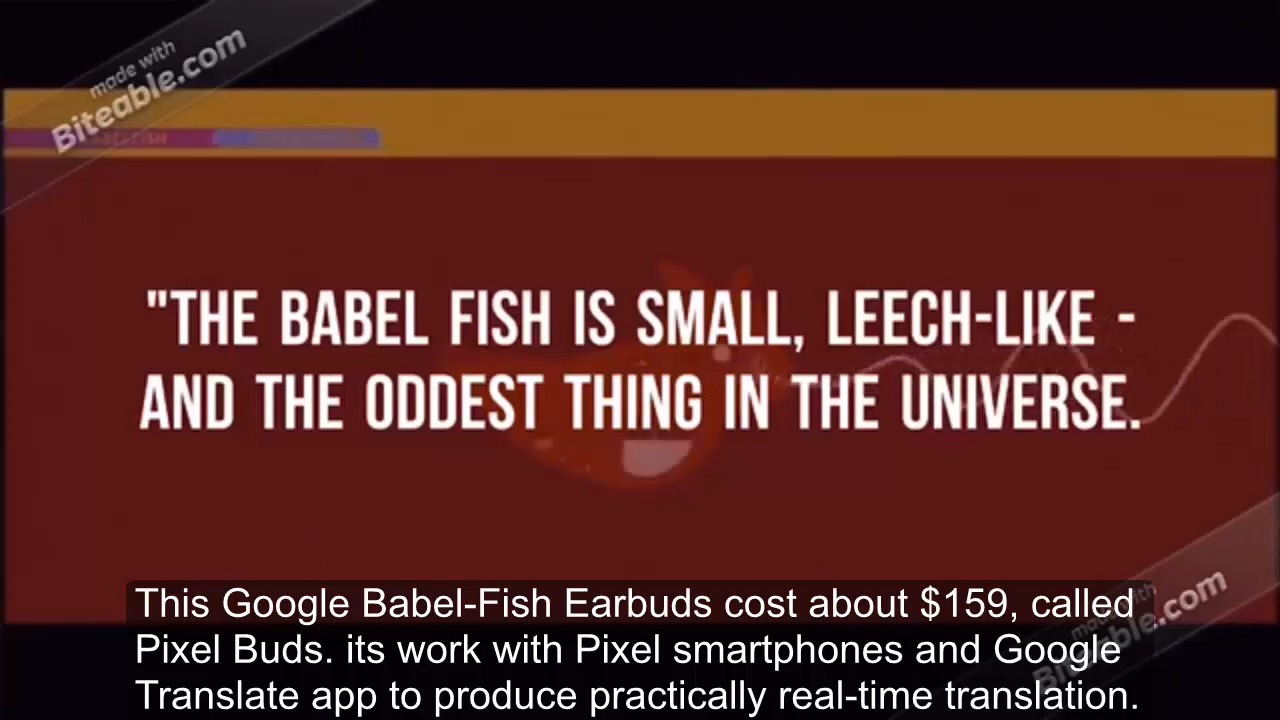 made with
Biteable.com
"THE BABEL FISH IS SMALL, LEECH-LIKE -
AND THE ODDEST THING IN THE UNIVERSE.
This Google Babel-Fish Earbuds cost about $159, called
Pixel Buds. its work with Pixel smartphones and Google
Translate app to produce practically real-time translation.
made with
Biteable.com